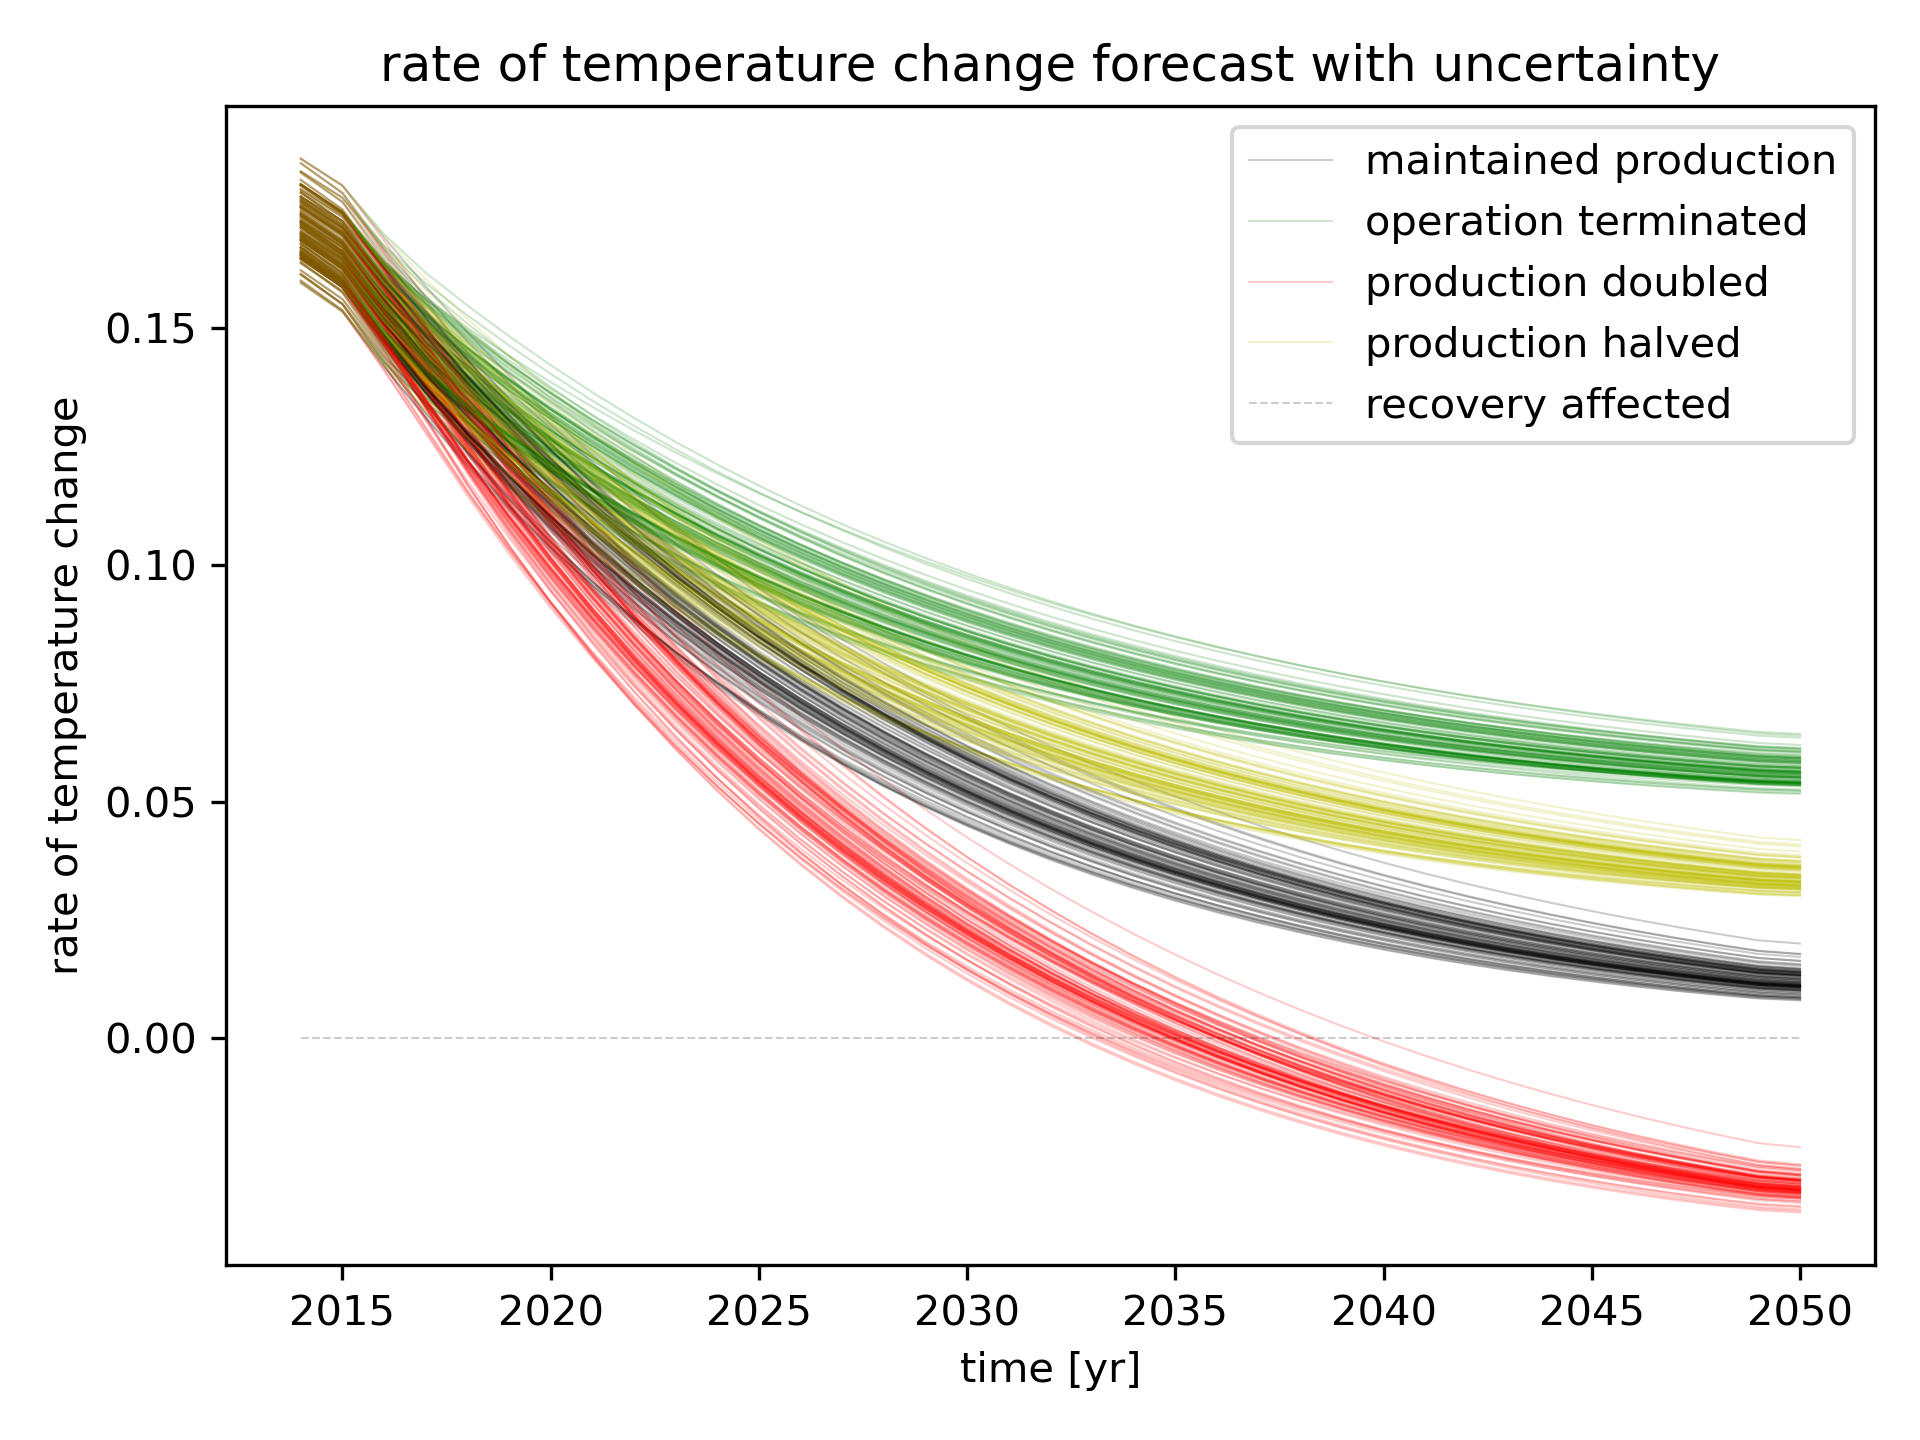 rate of temperature change forecast with uncertainty
maintained production
operation terminated
production doubled
production halved
recovery affected
rate of temperature change
0.15
0.10
0.05
0.00
2015 2020 2025 2030 2035 2040 2045 2050
time [yr]